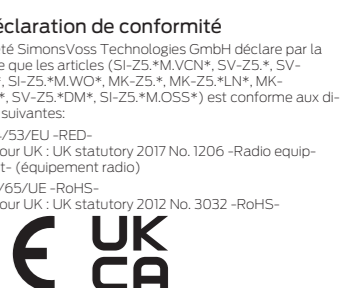 éclaration de conformité
été SimonsVoss Technologies GmbH déclare par la
e que les articles (SI-Z5.*M.VCN*, SV-Z5.*, SV-
*, SI-Z5.*M.WO*, MK-Z5.*, MK-Z5.*LN*, MK-
*, SV-Z5.*DM*, SI-Z5.*M.OSS*) est conforme aux di-
suivantes:
4/53/EU -RED-
our UK : UK statutory 2017 No. 1206 -Radio equip-
t- (équipement radio)
/65/UE -RoHS-
our UK : UK statutory 2012 No. 3032 -RoHS-
CE
UK
CA